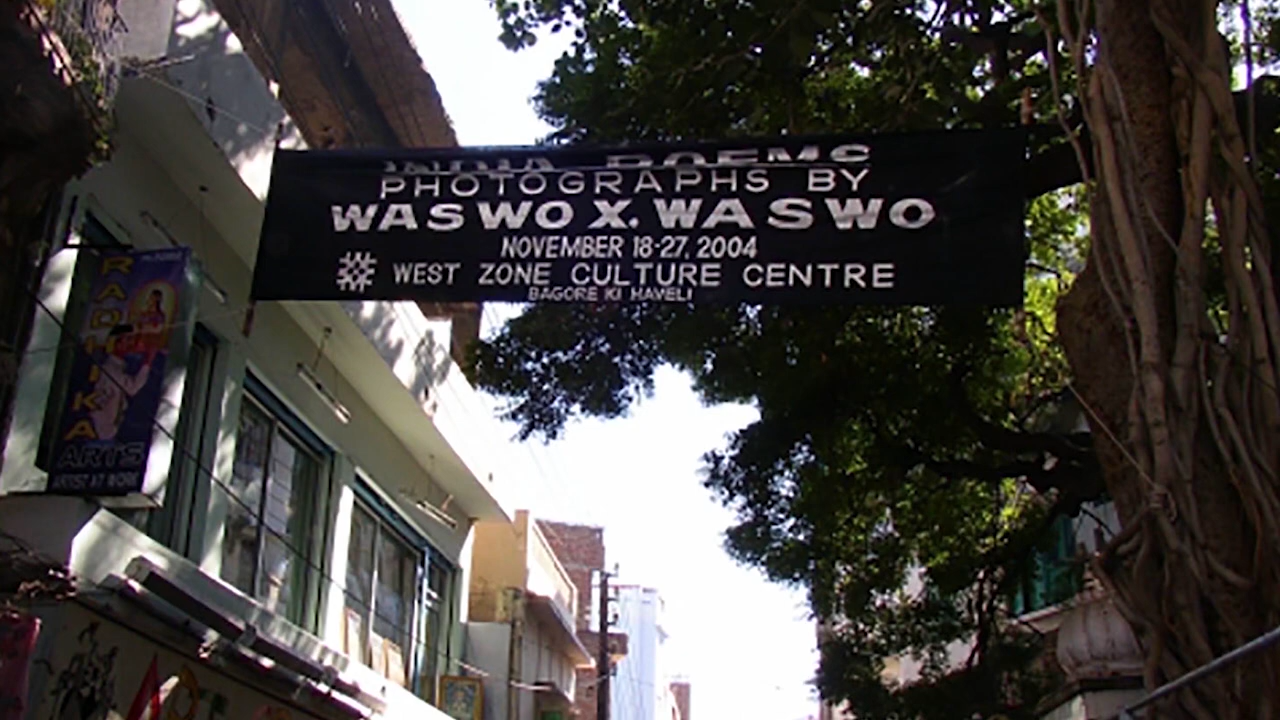 INDIA POEMS
PHOTOGRAPHS BY
WASWO X. WASWO
NOVEMBER 18-27, 2004
WEST ZONE CULTURE CENTRE
BAGORE KI HAVELI
RADHIKA
ARTS
ARTIST AT WORK